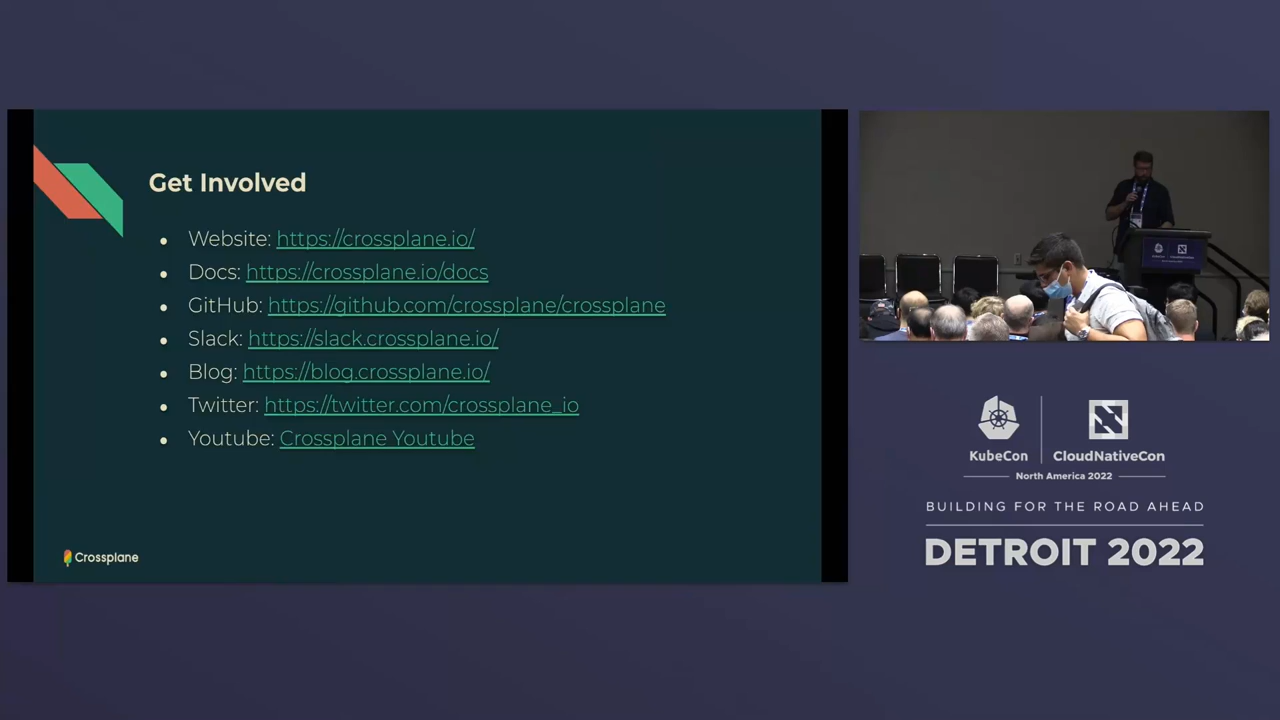 Get Involved
Website: https://crossplane.io/
Docs: https://crossplane.io/docs
GitHub: https://github.com/crossplane/crossplane
Slack: https://slack.crossplane.io/
Blog: https://blog.crossplane.io/
Twitter: https://twitter.com/crossplane_io
Youtube: Crossplane Youtube
Crossplane
KubeCon
CloudNativeCon
North America 2022
BUILDING FOR THE ROAD AHEAD
DETROIT 2022